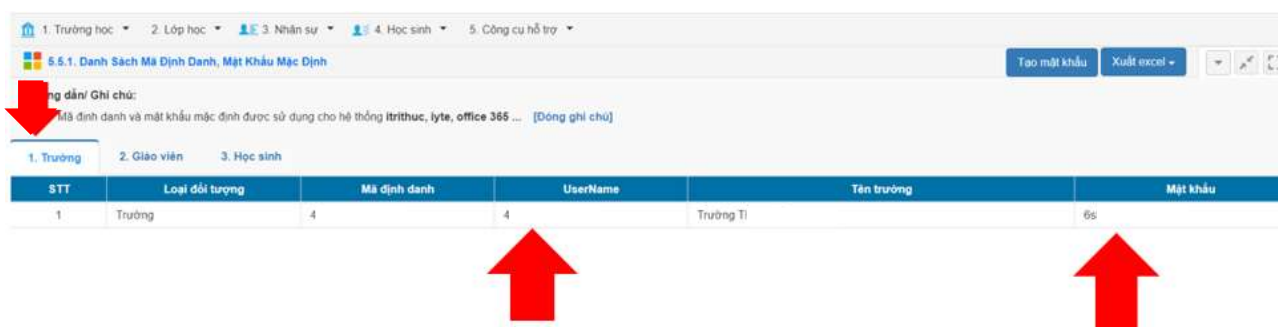 1. Trường học 2. Lớp học 3. Nhân sự 4. Học sinh 5. Công cụ hỗ trợ
5.5.1. Danh Sách Mã Định Danh, Mật Khẩu Mặc Định Tạo mật khẩu Xuất excel
ng dẫn/ Ghi chú:
Mã định danh và mật khẩu mặc định được sử dụng cho hệ thống itrithuc, iyte, office 365 ... [Đóng ghi chú]
1. Trường 2. Giáo viên 3. Học sinh
STT Loại đối tượng Mã định danh UserName Tên trường Mật khẩu
1 Trường 4 4 Trường Ti 6s